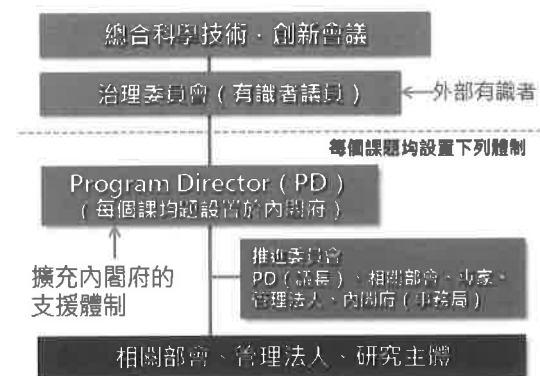 總合科學技術．創新會議
治理委員會（有識者議員）
外部有識者
每個課題均設置下列體制
Program Director（PD）
（每個課均題設置於內閣府）
推進委員會
PD（議長）、相關部會、專家、
管理法人、內閣府（事務局）
擴充內閣府的
支援體制
相關部會、管理法人、研究主體